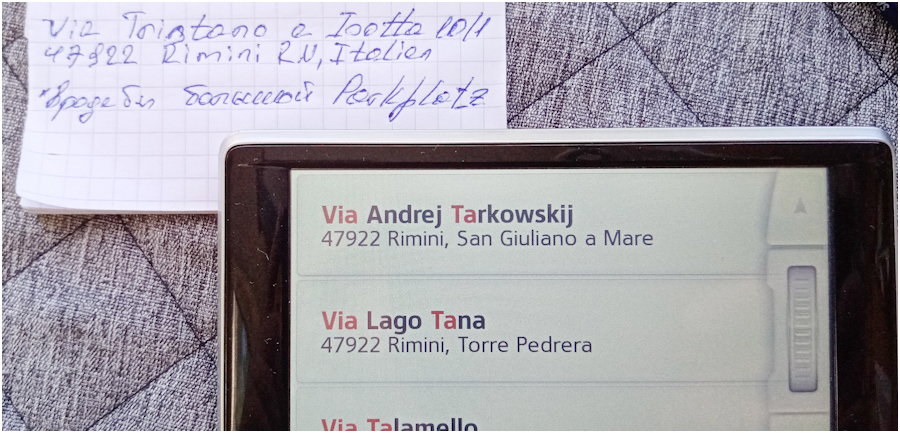 Via Tristano e Isotta 10/1
47922 Rimini RN, Italien
Вроде бы большой Parkplatz
Via Andrej Tarkowskij
47922 Rimini, San Giuliano a Mare
Via Lago Tana
47922 Rimini, Torre Pedrera
Via Talamello